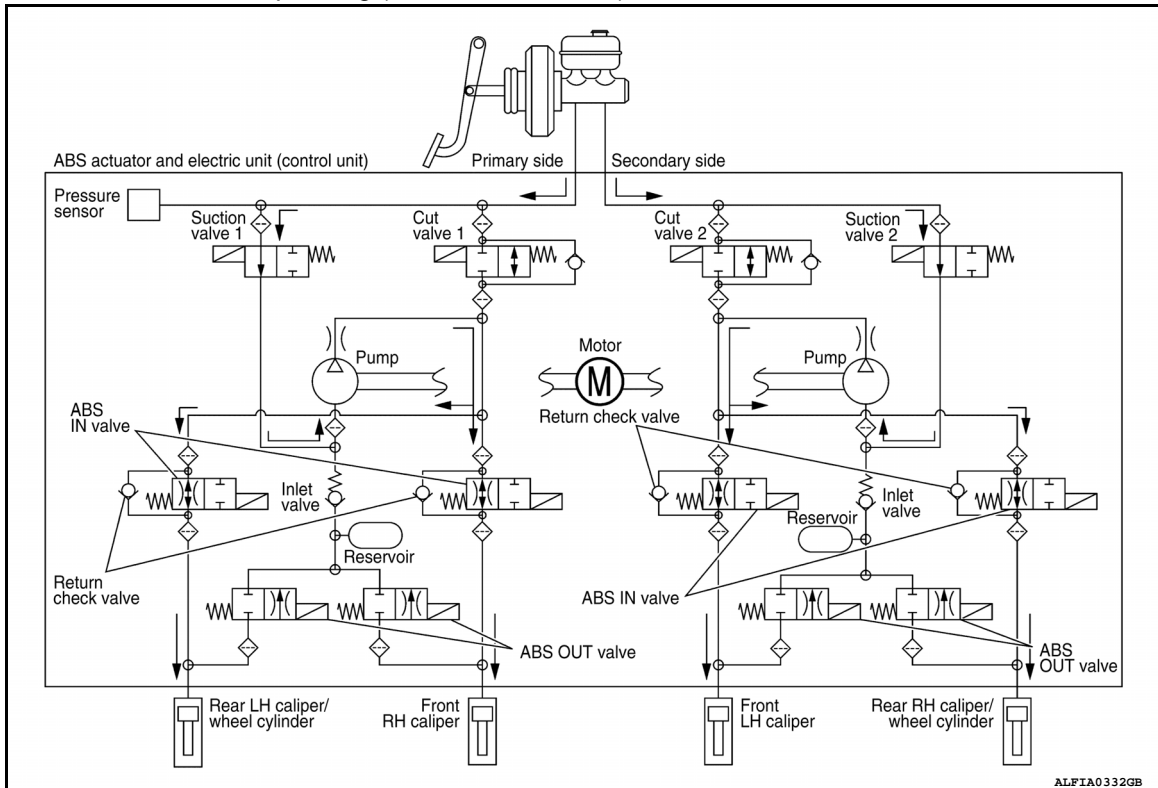 ABS actuator and electric unit (control unit)
Primary side
Secondary side
Pressure
sensor
Suction
valve 1
Cut
valve 1
Cut
valve 2
Suction
valve 2
Pump
Motor
M
Pump
ABS
IN valve
Return check valve
Inlet
valve
Inlet
valve
Reservoir
Reservoir
Return
check valve
ABS IN valve
ABS OUT valve
ABS
OUT valve
Rear LH caliper/
wheel cylinder
Front
RH caliper
Front
LH caliper
Rear RH caliper/
wheel cylinder
ALFIA0332GB